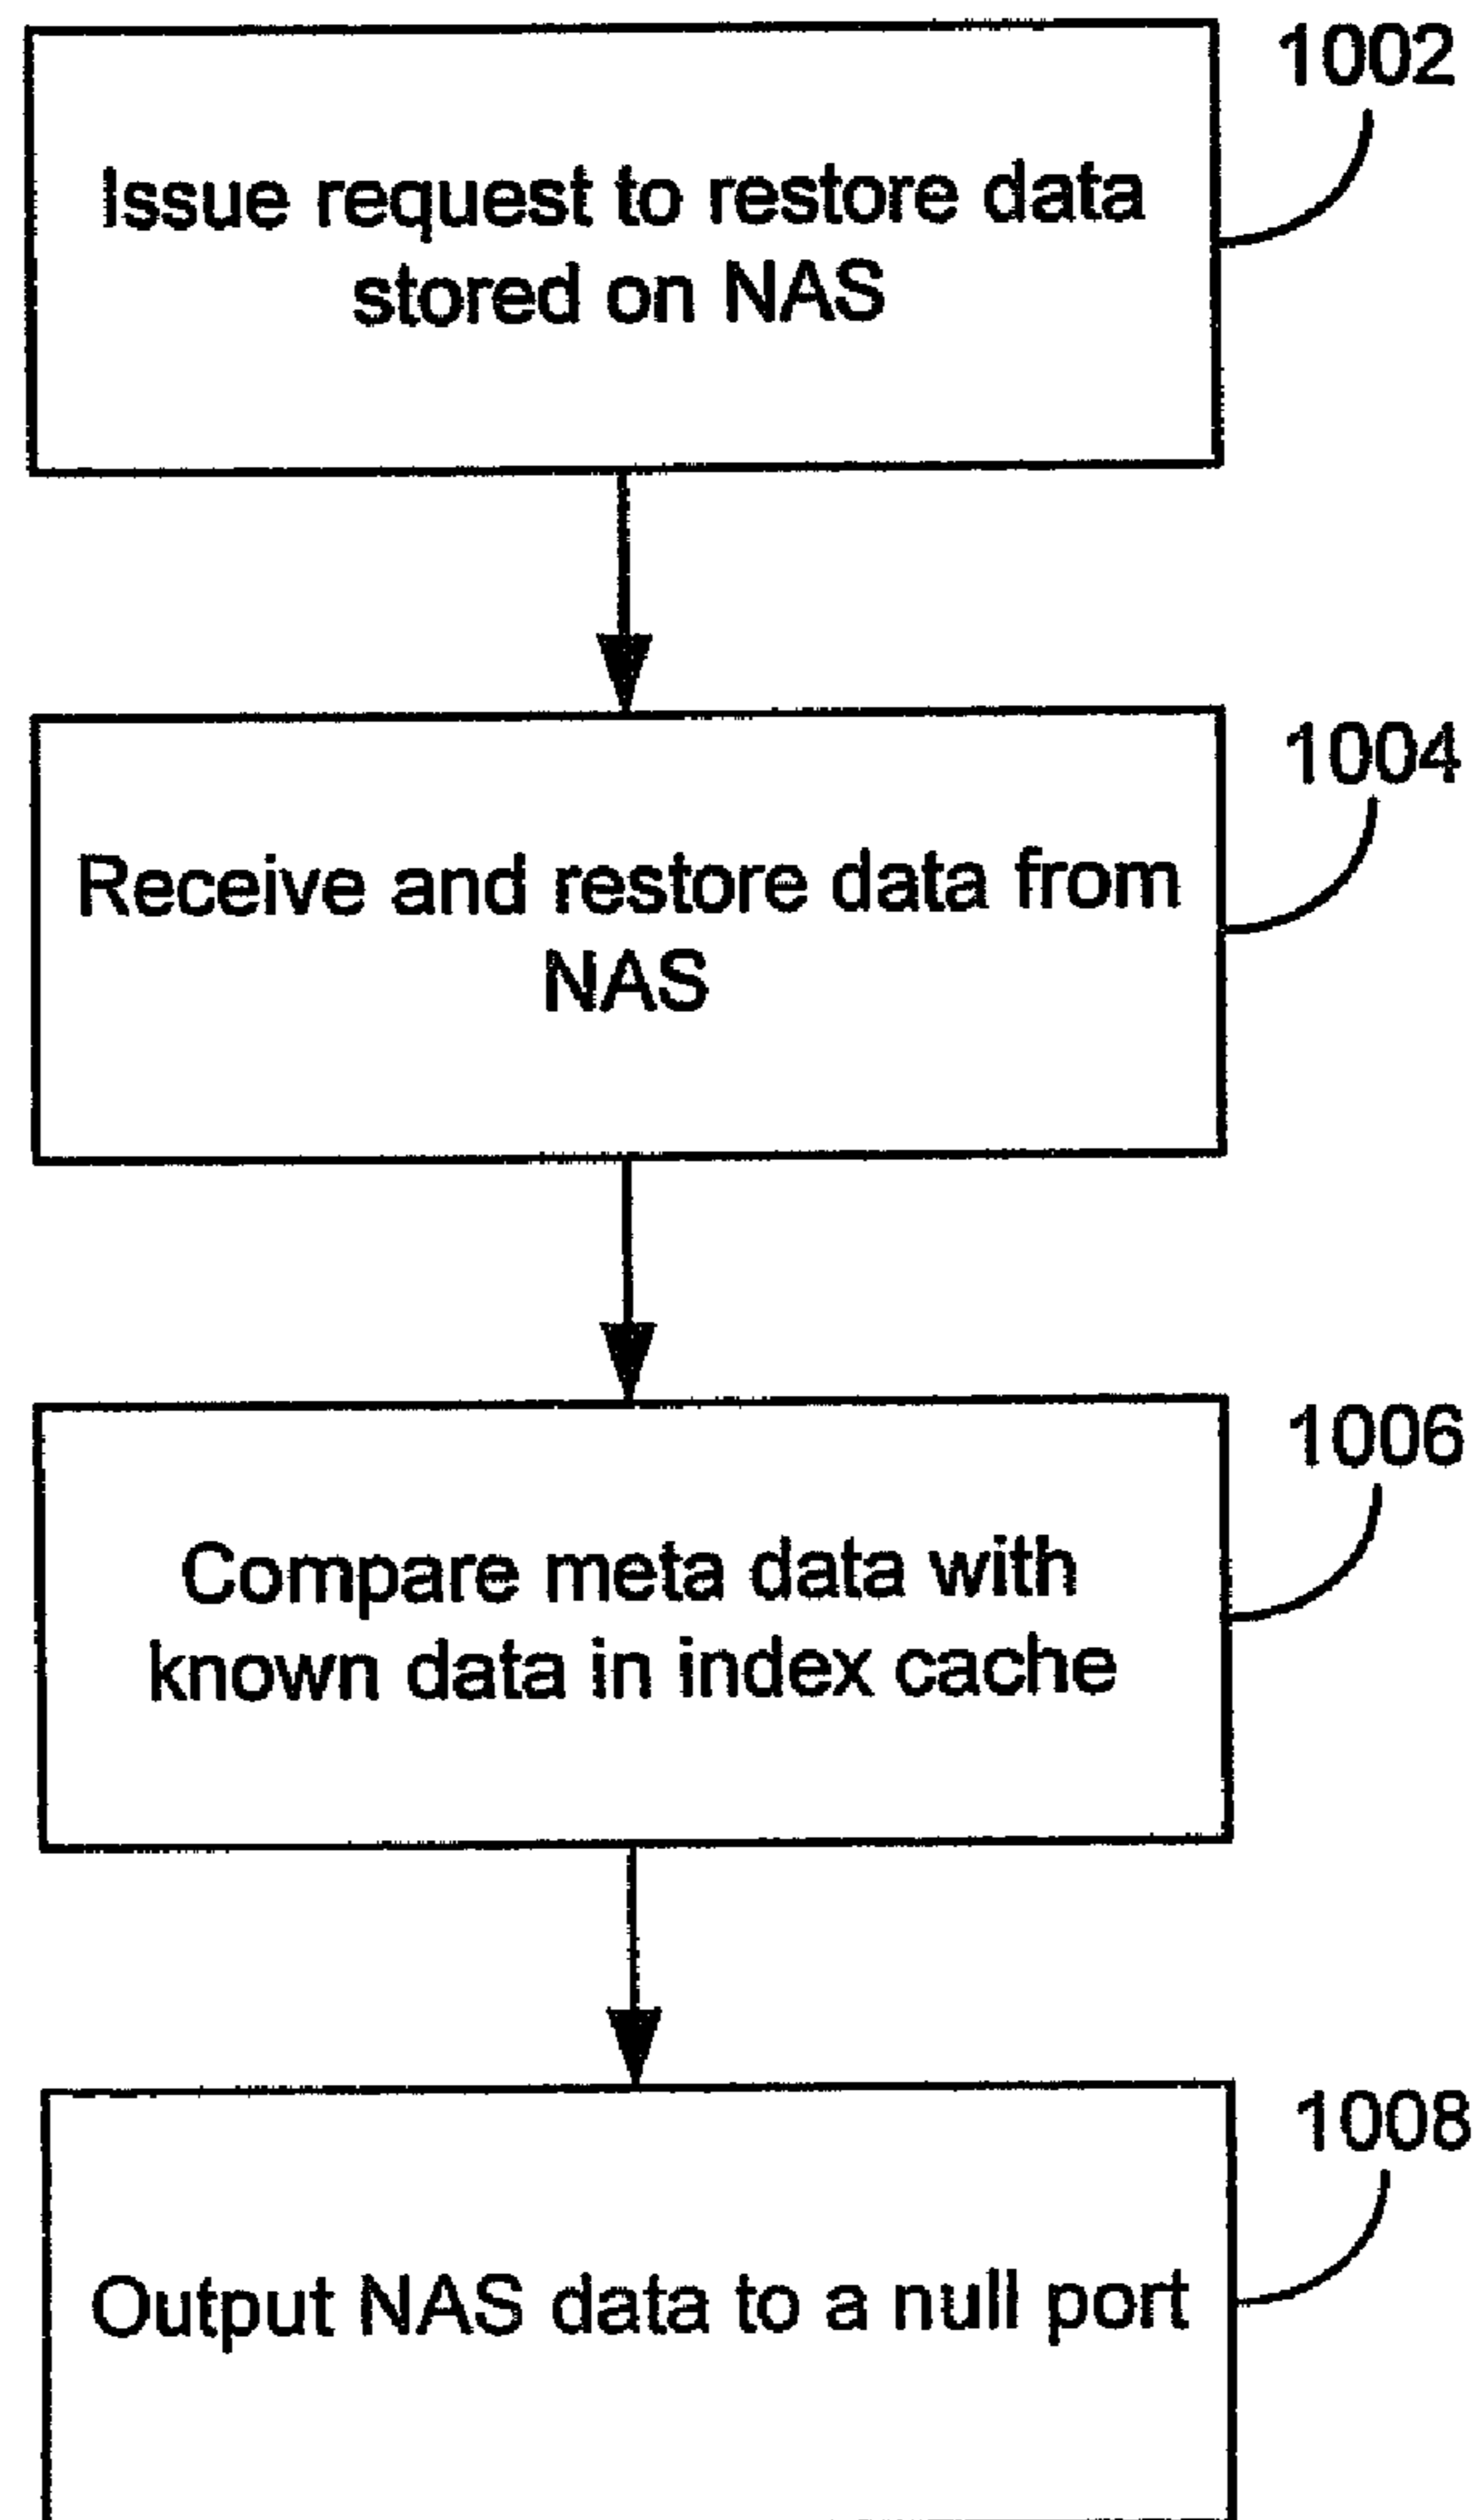 1002
Issue request to restore data
stored on NAS
1004
Receive and restore data from
NAS
1006
Compare meta data with
known data in index cache
1008
Output NAS data to a null port